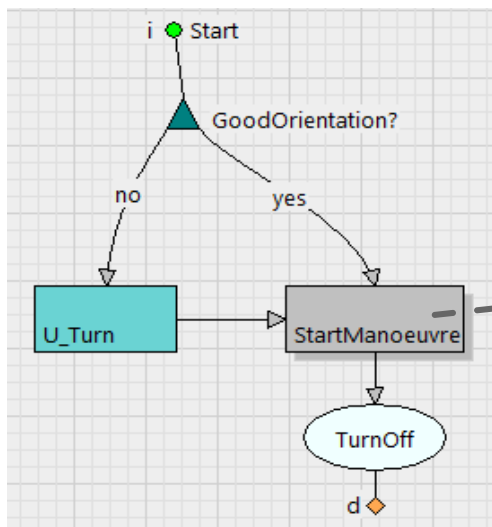 i Start
GoodOrientation?
no
yes
U_Turn
StartManoeuvre
TurnOff
d